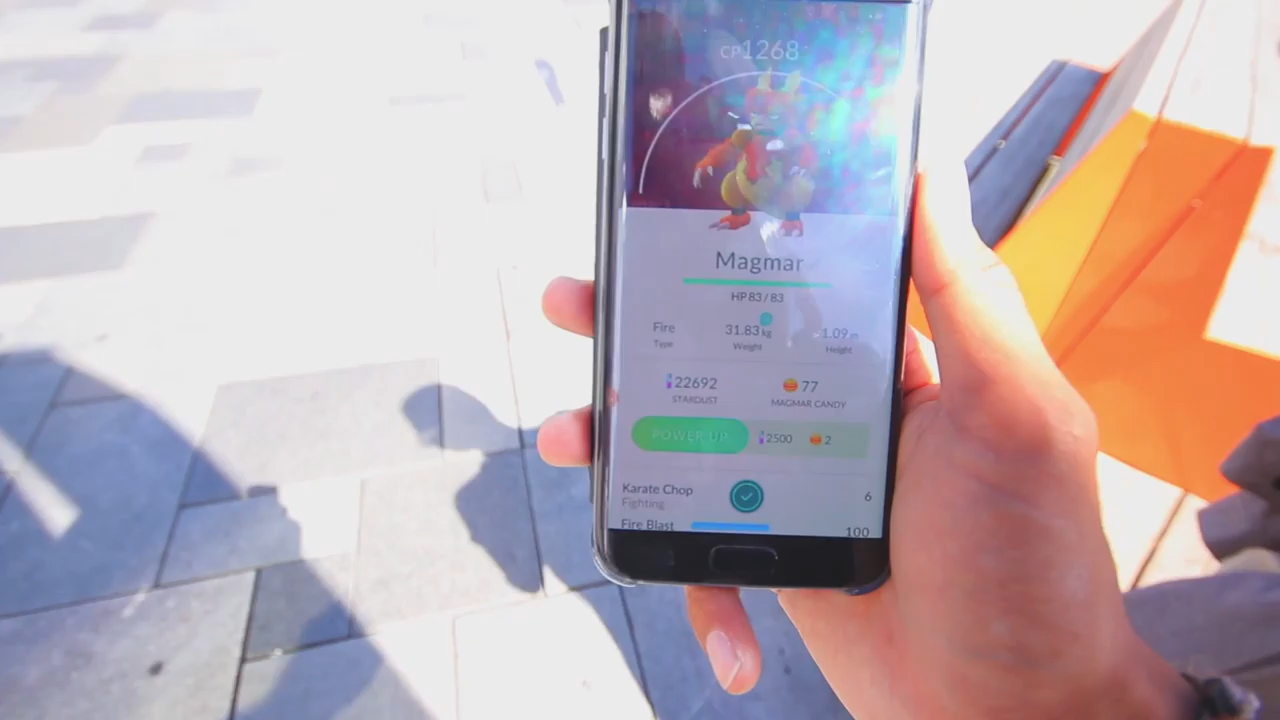 CP1268
Magmar
HP 83 / 83
Fire 31.83 kg 1.09 m
Type Weight Height
22692 77
STARDUST MAGMAR CANDY
POWER UP 2500 2
Karate Chop 6
Fighting
Fire Blast 100